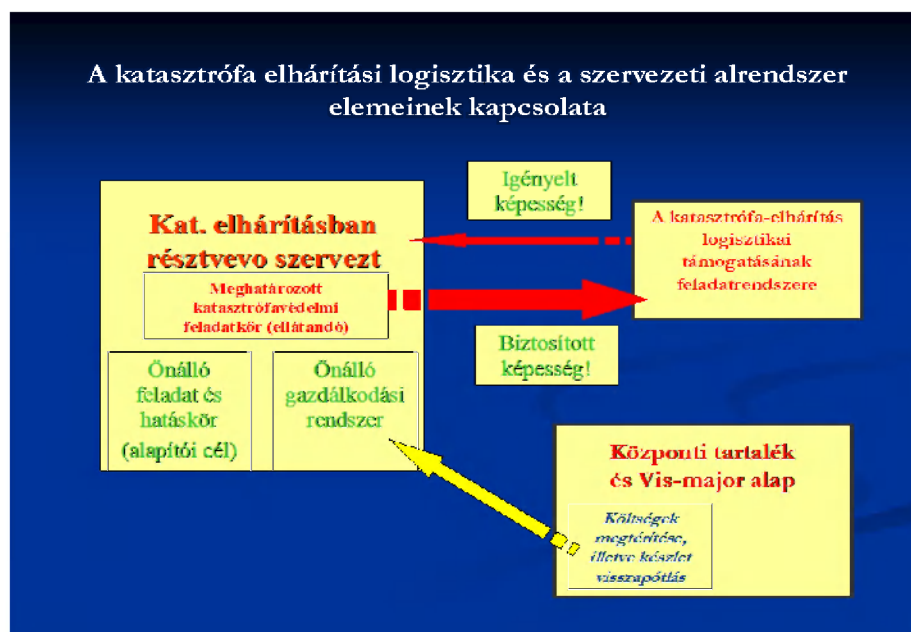 A katasztrófa elhárítási logisztika és a szervezeti alrendszer
elemeinek kapcsolata
Igényelt
képesség!
Kat. elhárításban
résztvevo szervezt
Meghatározott
katasztrófavédelmi
feladatkör (ellátandó)
A katasztrófa-elhárítás
logisztikai
támogatásának
feladatrendszere
Biztosított
képesség!
Önálló
feladat és
hatáskör
(alapítói cél)
Önálló
gazdálkodási
rendszer
Központi tartalék
és Vis-major alap
Költségek
megtérítése,
illetve készlet
visszapótlás